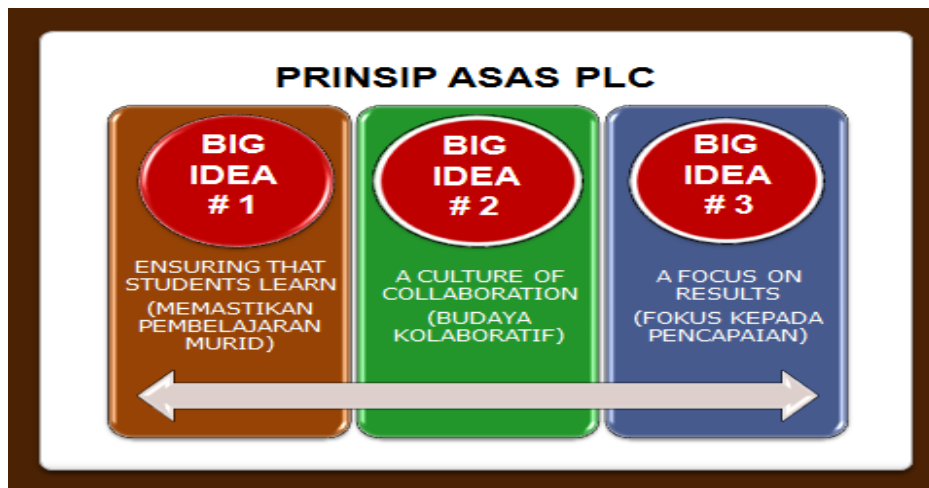 PRINSIP ASAS PLC
BIG
IDEA
# 1
ENSURING THAT
STUDENTS LEARN
(MEMASTIKAN
PEMBELAJARAN
MURID)
BIG
IDEA
# 2
A CULTURE OF
COLLABORATION
(BUDAYA
KOLABORATIF)
BIG
IDEA
# 3
A FOCUS ON
RESULTS
(FOKUS KEPADA
PENCAPAIAN)